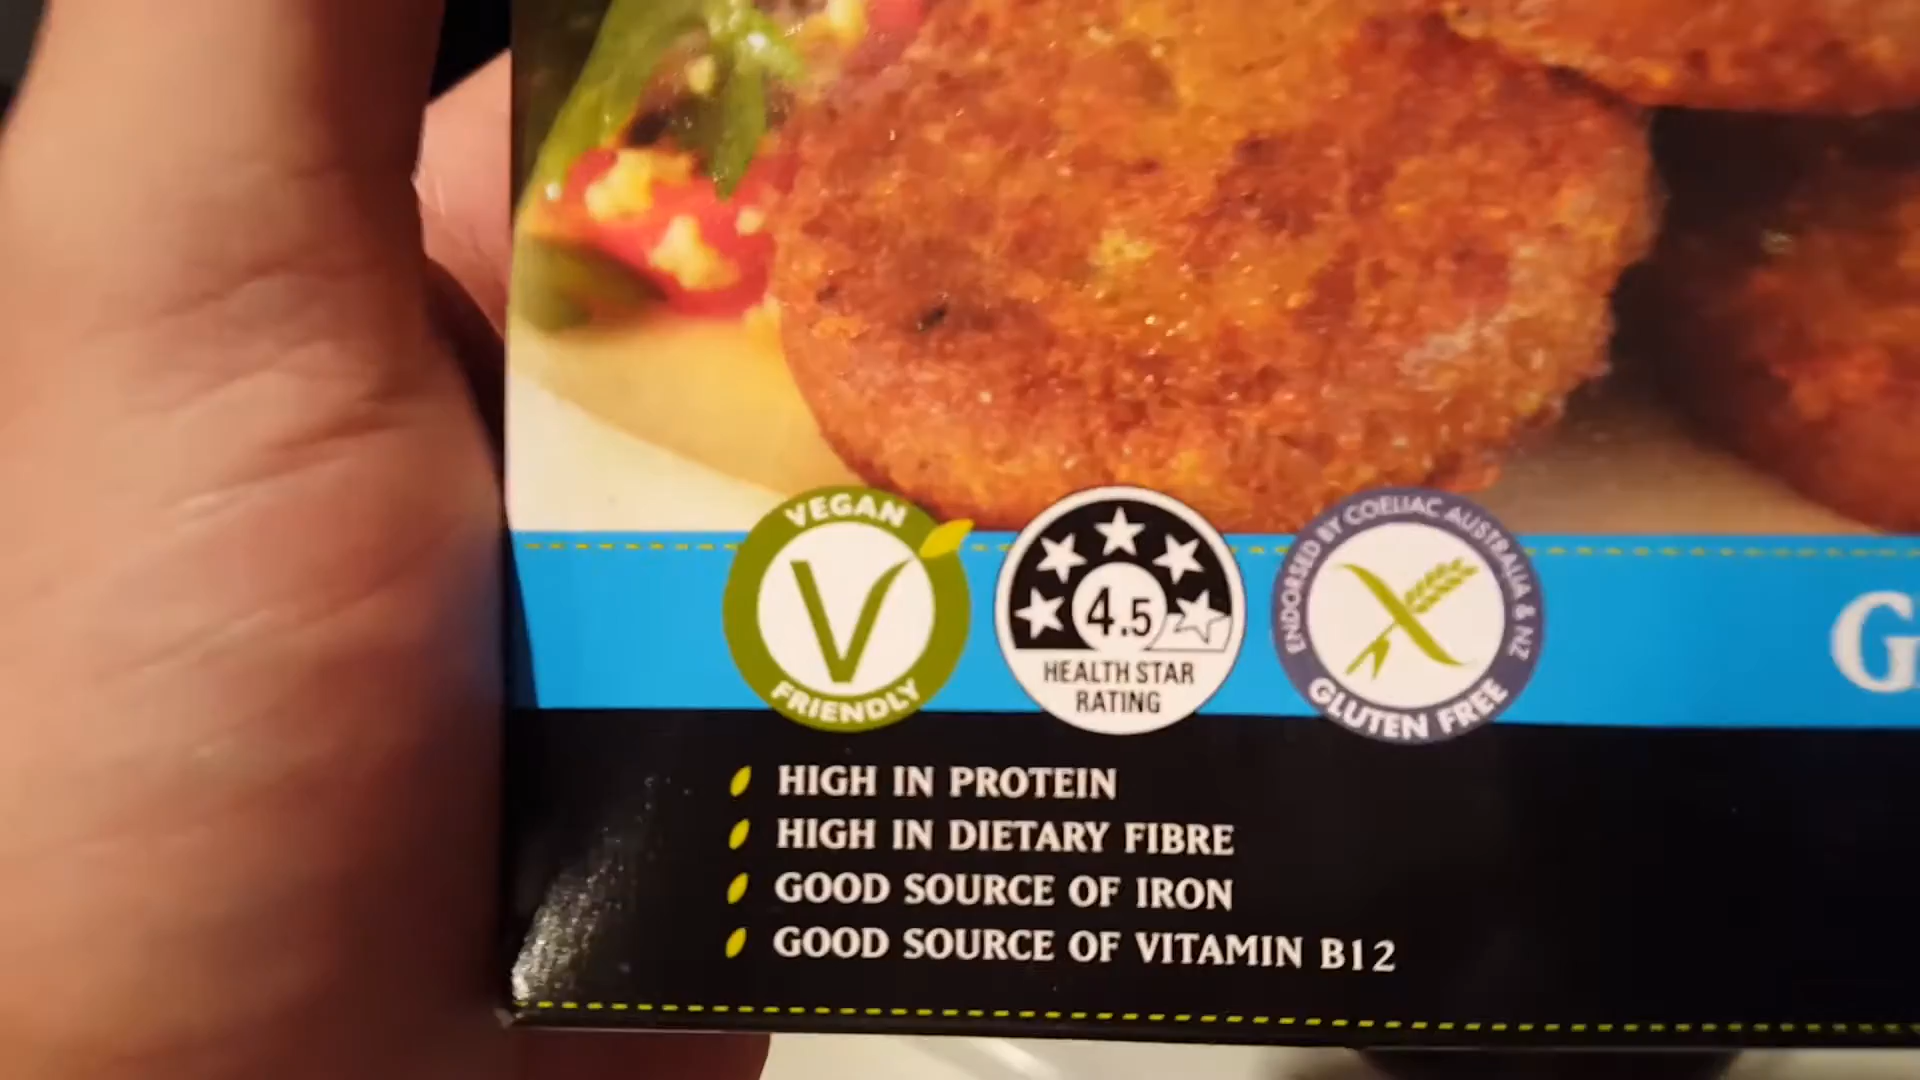 VEGAN
FRIENDLY
4.5
HEALTH STAR
RATING
ENDORSED BY COELIAC AUSTRALIA & NZ
GLUTEN FREE
HIGH IN PROTEIN
HIGH IN DIETARY FIBRE
GOOD SOURCE OF IRON
GOOD SOURCE OF VITAMIN B12